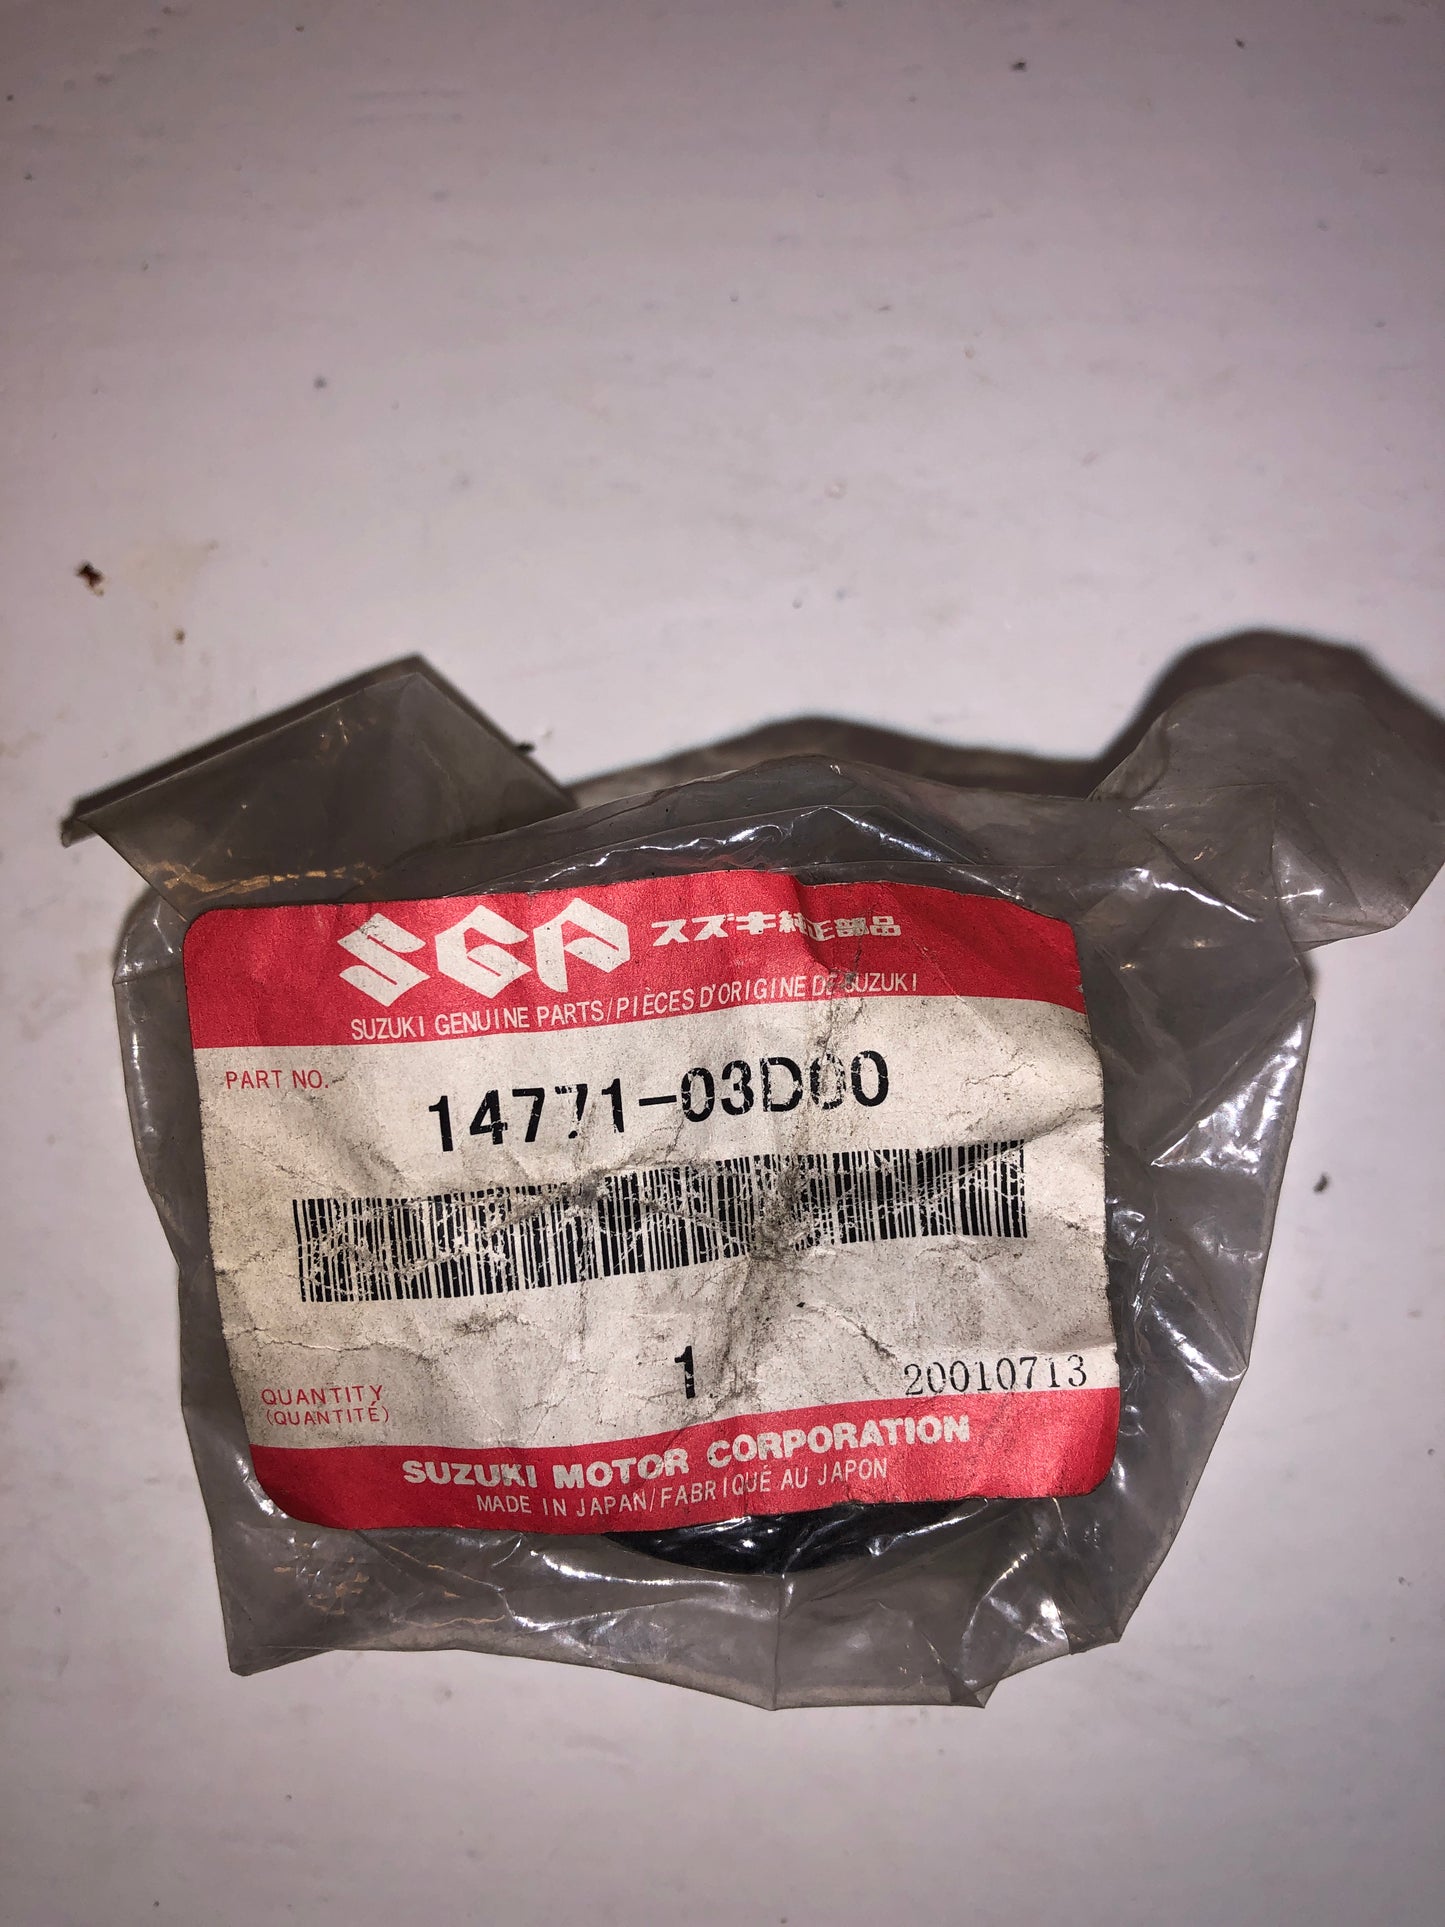 SGP スズキ純正部品
SUZUKI GENUINE PARTS/PIÈCES D'ORIGINE DE SUZUKI
PART NO.
14771-03D00
1
20010713
QUANTITY
(QUANTITÉ)
SUZUKI MOTOR CORPORATION
MADE IN JAPAN/FABRIQUÉ AU JAPON